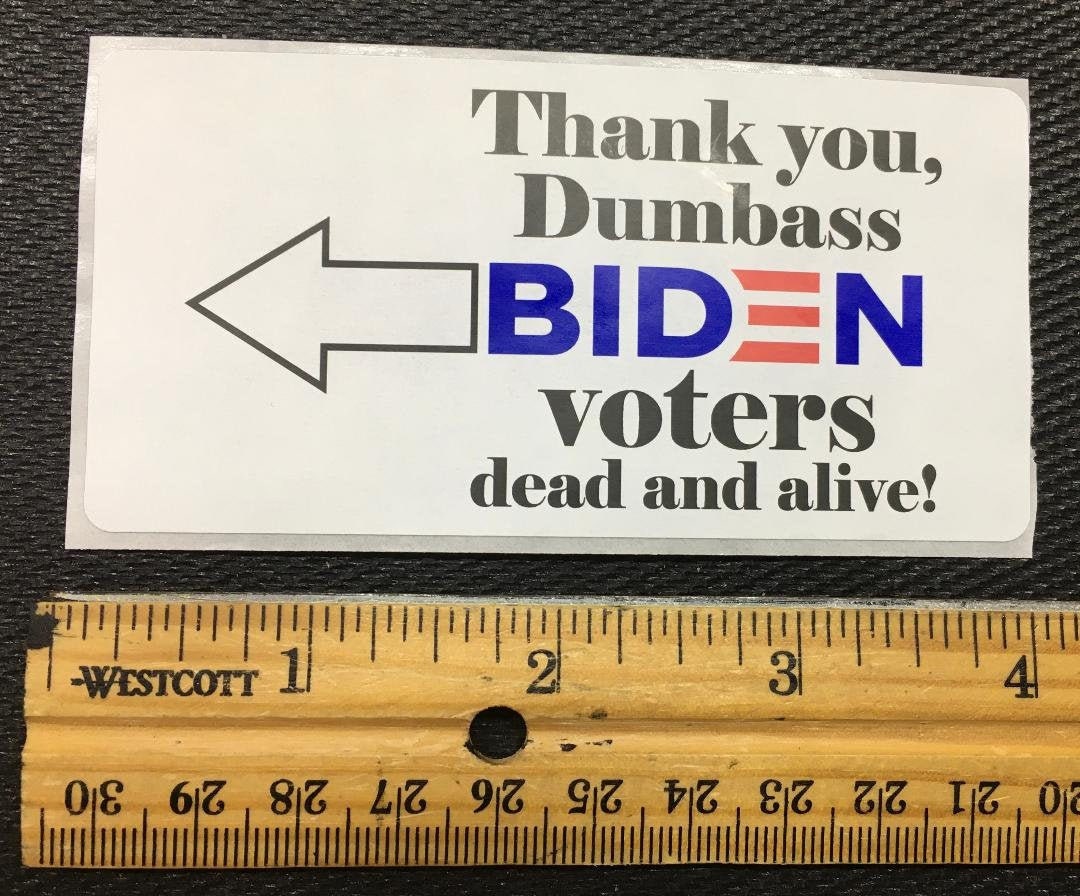 Thank you,
Dumbass
BIDEN
voters
dead and alive!
1 2 3 4
WESTCOTT
30 29 28 27 26 25 24 23 22 21 20